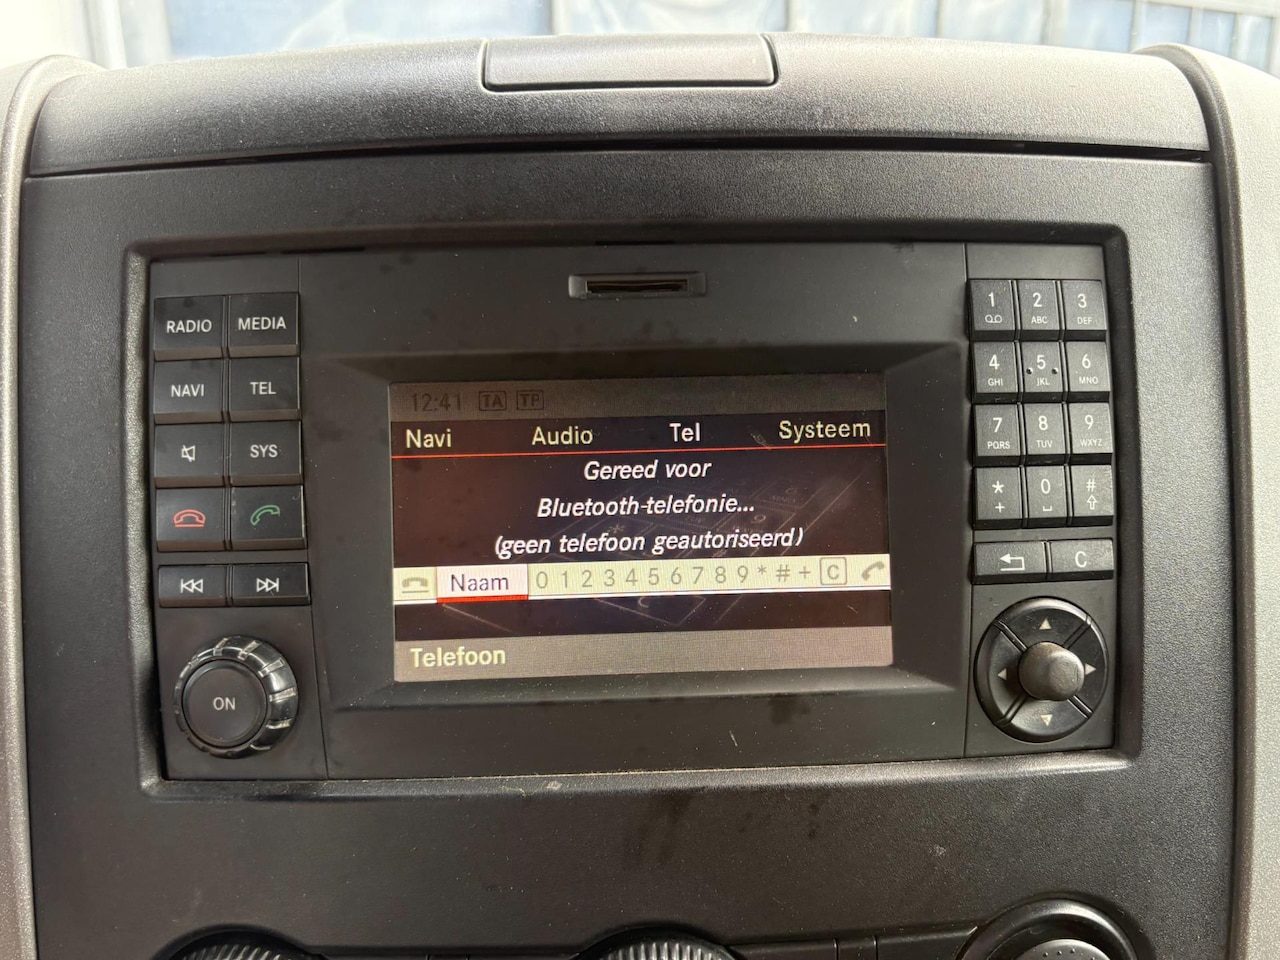 RADIO MEDIA
NAVI TEL
SYS
ON
12:41 TA TP
Navi Audio Tel Systeem
Gereed voor
Bluetooth-telefonie...
(geen telefoon geautoriseerd)
Naam 0 1 2 3 4 5 6 7 8 9 * # + C
Telefoon
1 2 3
ABC DEF
4 5 6
GHI JKL MNO
7 8 9
PQRS TUV WXYZ
* 0 #
+
C